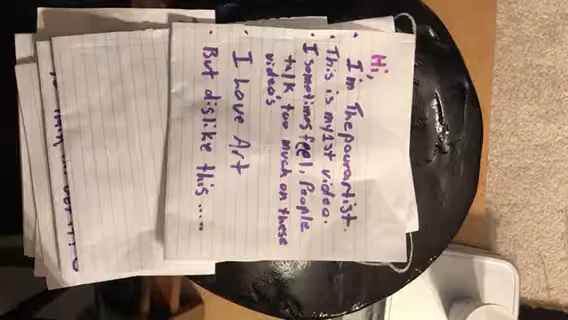 Hi,
• I'm Thepourartist.
• This is my 1st video.
• I sometimes feel, People
talk too much on these
video's
• I Love Art
• But dislike this....